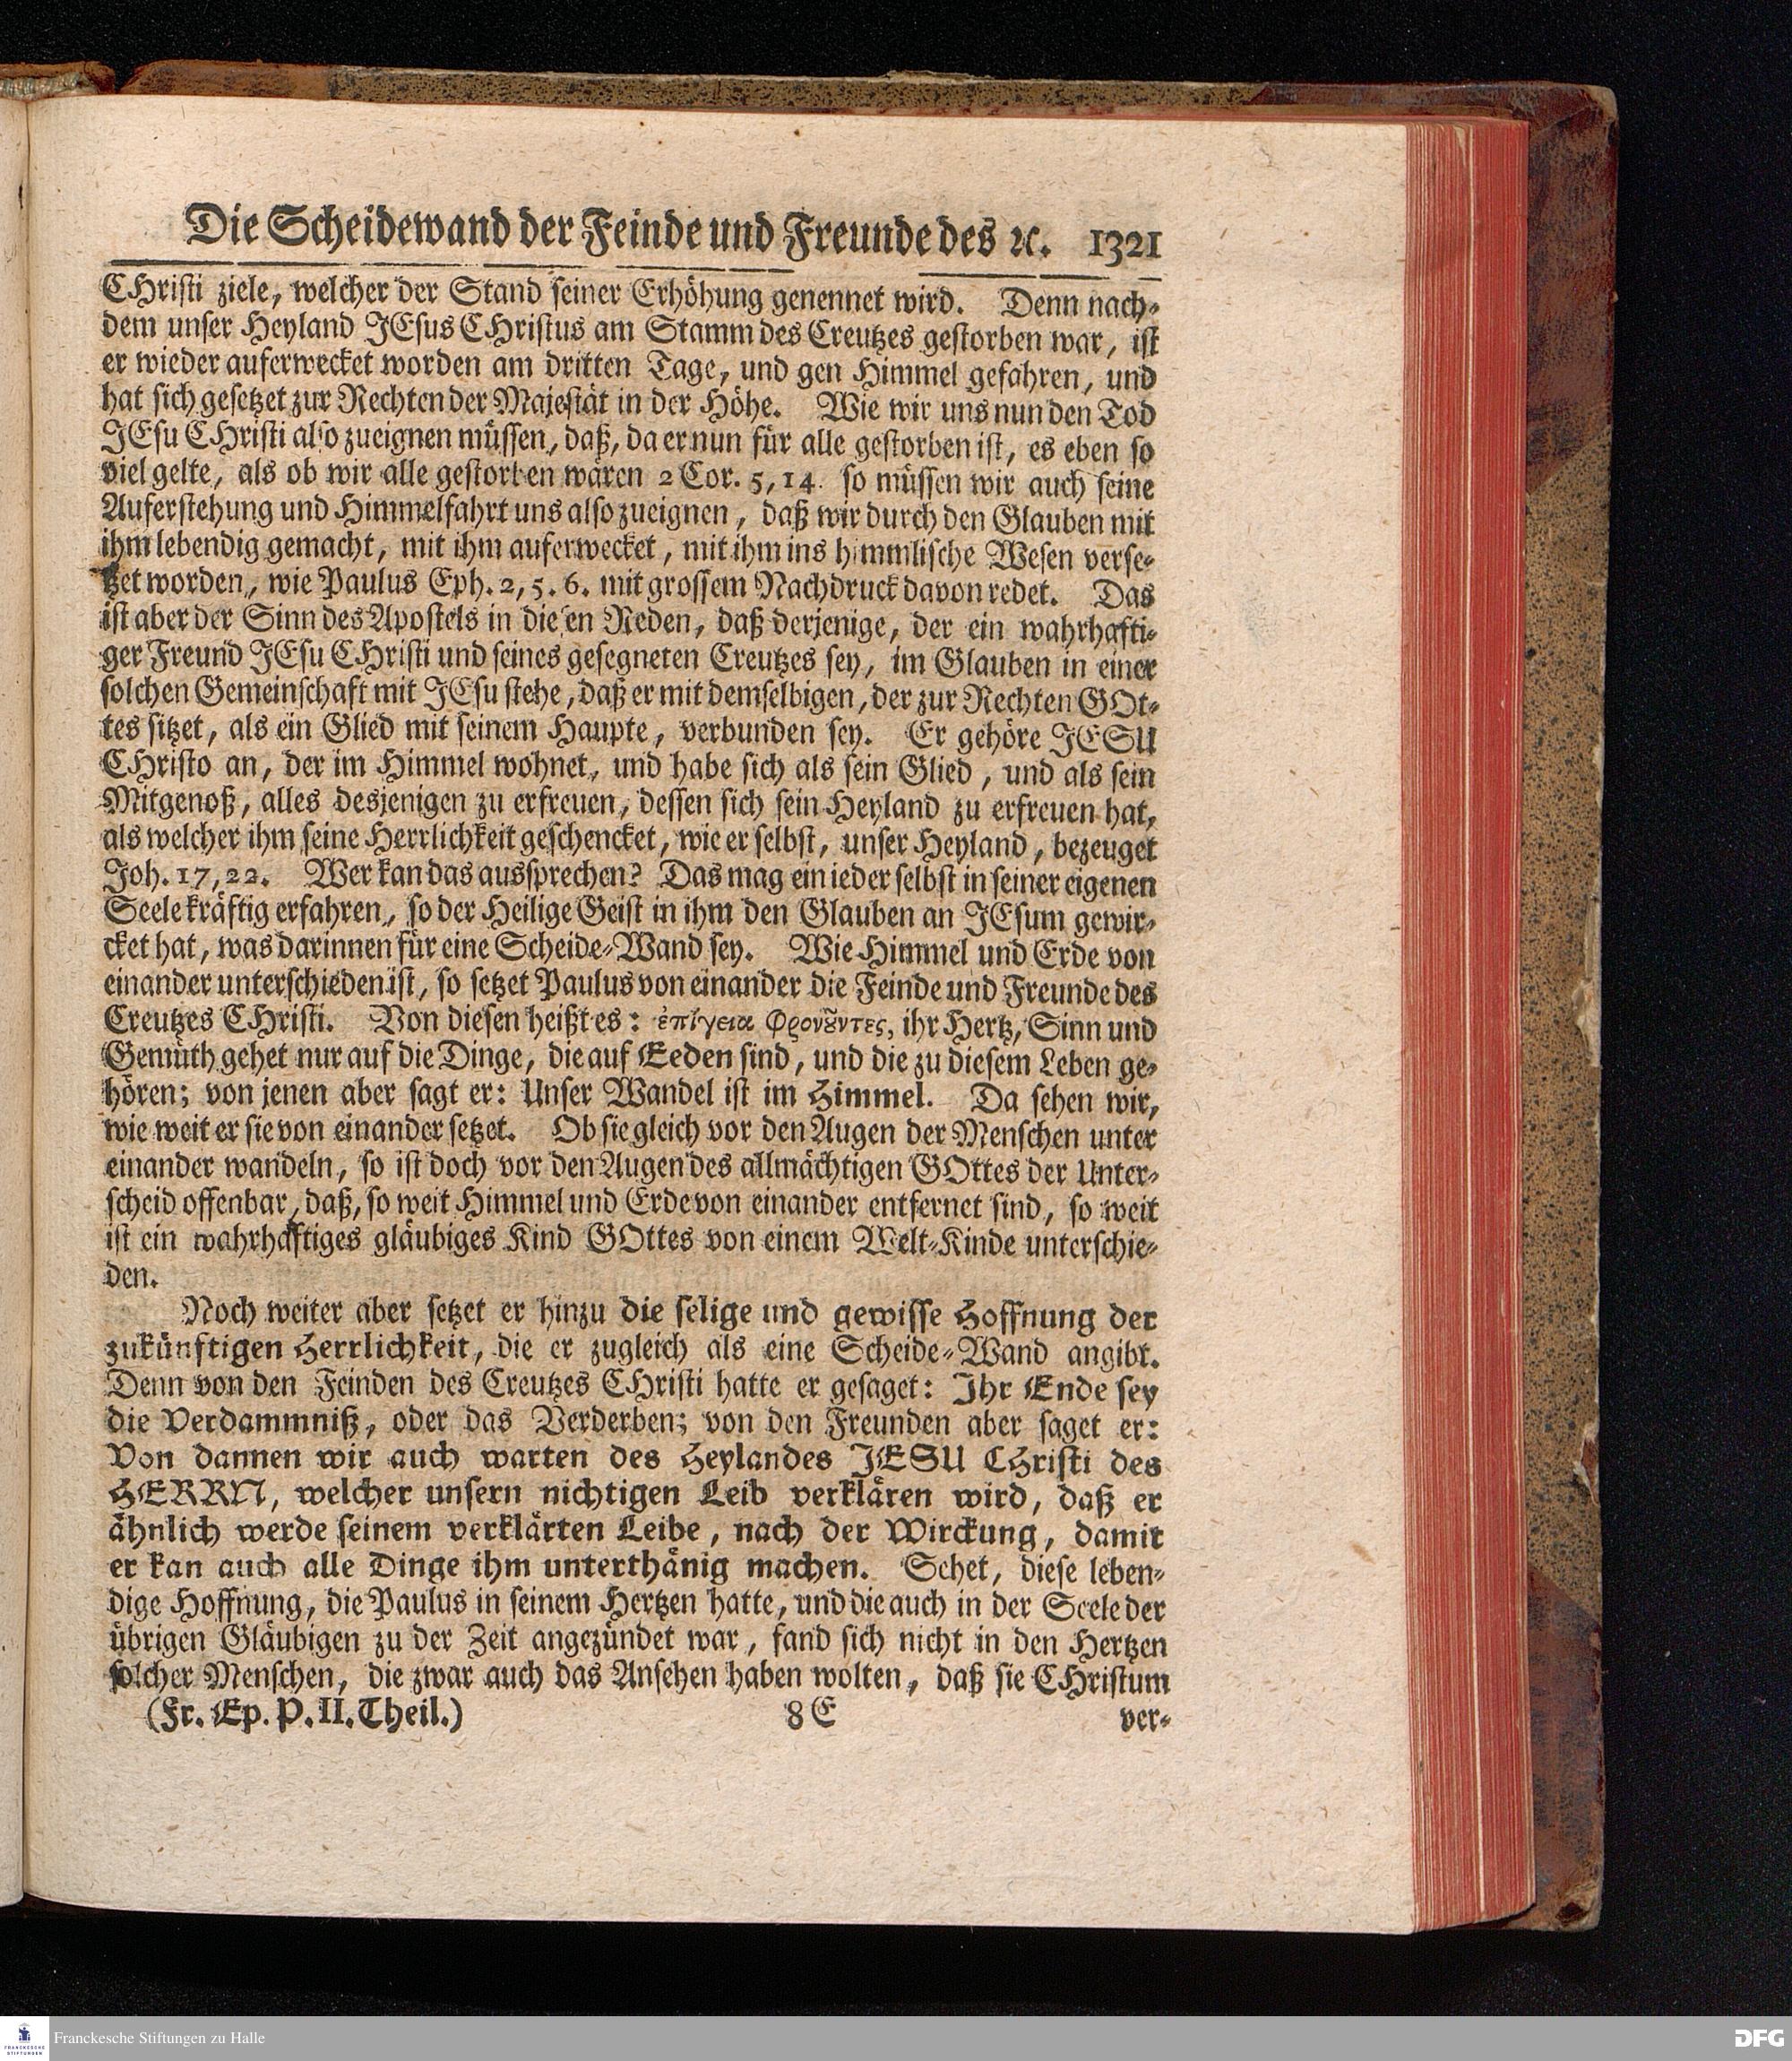 Die Scheidewand der Feinde und Freunde des ꝛc. 1321
CHristi ziele, welcher der Stand seiner Erhöhung genennet wird. Denn nach-
dem unser Heyland JEsus CHristus am Stamm des Creutzes gestorben war, ist
er wieder auferwecket worden am dritten Tage, und gen Himmel gefahren, und
hat sich gesetzet zur Rechten der Majestät in der Höhe. Wie wir uns nun den Tod
JEsu CHristi also zueignen müssen, daß, da er nun für alle gestorben ist, es eben so
viel gelte, als ob wir alle gestorben wären 2 Cor. 5, 14. so müssen wir auch seine
Auferstehung und Himmelfahrt uns also zueignen, daß wir durch den Glauben mit
ihm lebendig gemacht, mit ihm auferwecket, mit ihm ins himmlische Wesen verse-
tzet worden, wie Paulus Eph. 2, 5. 6. mit grossem Nachdruck davon redet. Das
ist aber der Sinn des Apostels in diesen Reden, daß derjenige, der ein wahrhafti-
ger Freund JEsu CHristi und seines gesegneten Creutzes sey, im Glauben in einer
solchen Gemeinschaft mit JEsu stehe, daß er mit demselbigen, der zur Rechten GOt-
tes sitzet, als ein Glied mit seinem Haupte, verbunden sey. Er gehöre JESU
CHristo an, der im Himmel wohnet, und habe sich als sein Glied, und als sein
Mitgenoß, alles desjenigen zu erfreuen, dessen sich sein Heyland zu erfreuen hat,
als welcher ihm seine Herrlichkeit geschencket, wie er selbst, unser Heyland, bezeuget
Joh. 17, 22. Wer kan das aussprechen? Das mag ein ieder selbst in seiner eigenen
Seele kräftig erfahren, so der Heilige Geist in ihm den Glauben an JEsum gewir-
cket hat, was darinnen für eine Scheide-Wand sey. Wie Himmel und Erde von
einander unterschieden ist, so setzet Paulus von einander die Feinde und Freunde des
Creutzes CHristi. Von diesen heißt es: ἐπίγεια φρονοῦντες, ihr Hertz, Sinn und
Gemüth gehet nur auf die Dinge, die auf Eeden sind, und die zu diesem Leben ge-
hören; von jenen aber sagt er: Unser Wandel ist im Himmel. Da sehen wir,
wie weit er sie von einander setzet. Ob sie gleich vor den Augen der Menschen unter
einander wandeln, so ist doch vor den Augen des allmächtigen GOttes der Unter-
scheid offenbar, daß, so weit Himmel und Erde von einander entfernet sind, so weit
ist ein wahrhaftiges gläubiges Kind GOttes von einem Welt-Kinde unterschie-
den.
Noch weiter aber setzet er hinzu die selige und gewisse Hoffnung der
zukünftigen Herrlichkeit, die er zugleich als eine Scheide-Wand angibt.
Denn von den Feinden des Creutzes CHristi hatte er gesaget: Ihr Ende sey
die Verdammniß, oder das Verderben; von den Freunden aber saget er:
Von dannen wir auch warten des Heylandes JESU CHristi des
HERRN, welcher unsern nichtigen Leib verklären wird, daß er
ähnlich werde seinem verklärten Leibe, nach der Wirckung, damit
er kan auch alle Dinge ihm unterthänig machen. Sehet, diese leben-
dige Hoffnung, die Paulus in seinem Hertzen hatte, und die auch in der Seele der
übrigen Gläubigen zu der Zeit angezündet war, fand sich nicht in den Hertzen
solcher Menschen, die zwar auch das Ansehen haben wolten, daß sie CHristum
(Fr. Ep. P. II. Theil.) 8 E ver-
FRANCKESCHE STIFTUNGEN
Franckesche Stiftungen zu Halle
DFG